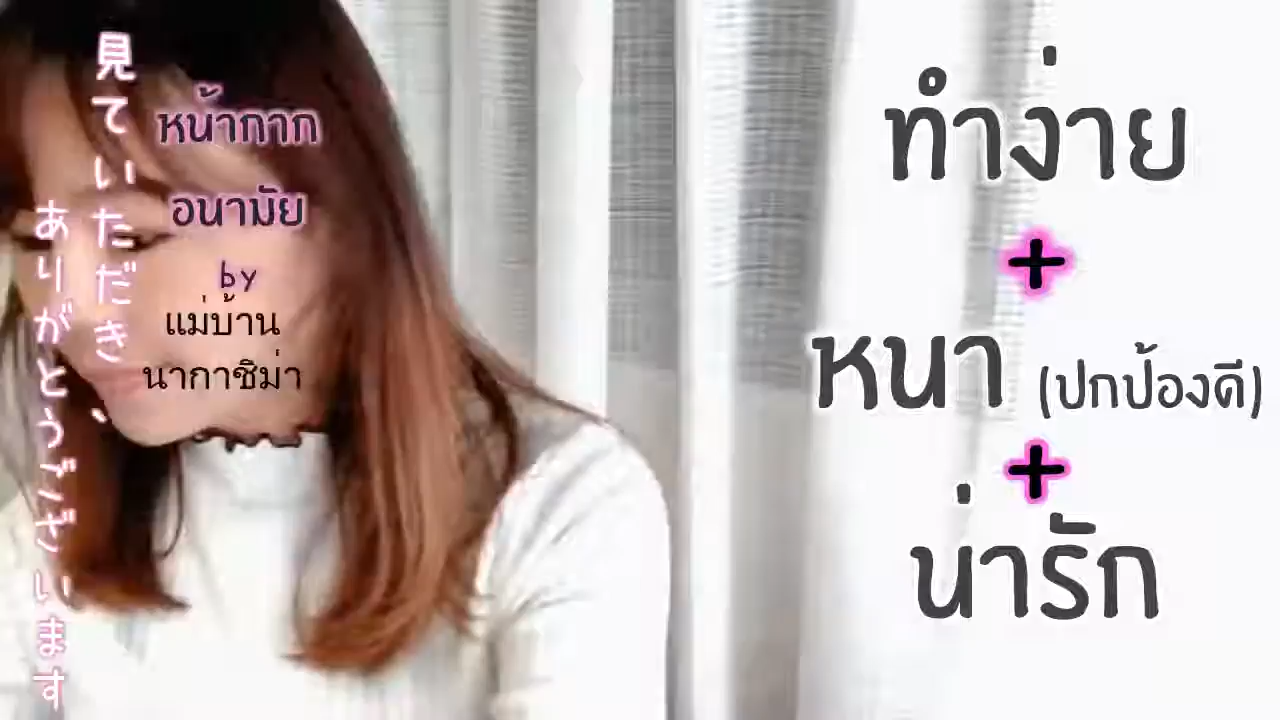 見ていただき、
ありがとうございます
หน้ากาก
อนามัย
by
แม่บ้าน
นากาชิม่า
ทำง่าย
+
หนา (ปกป้องดี)
+
น่ารัก